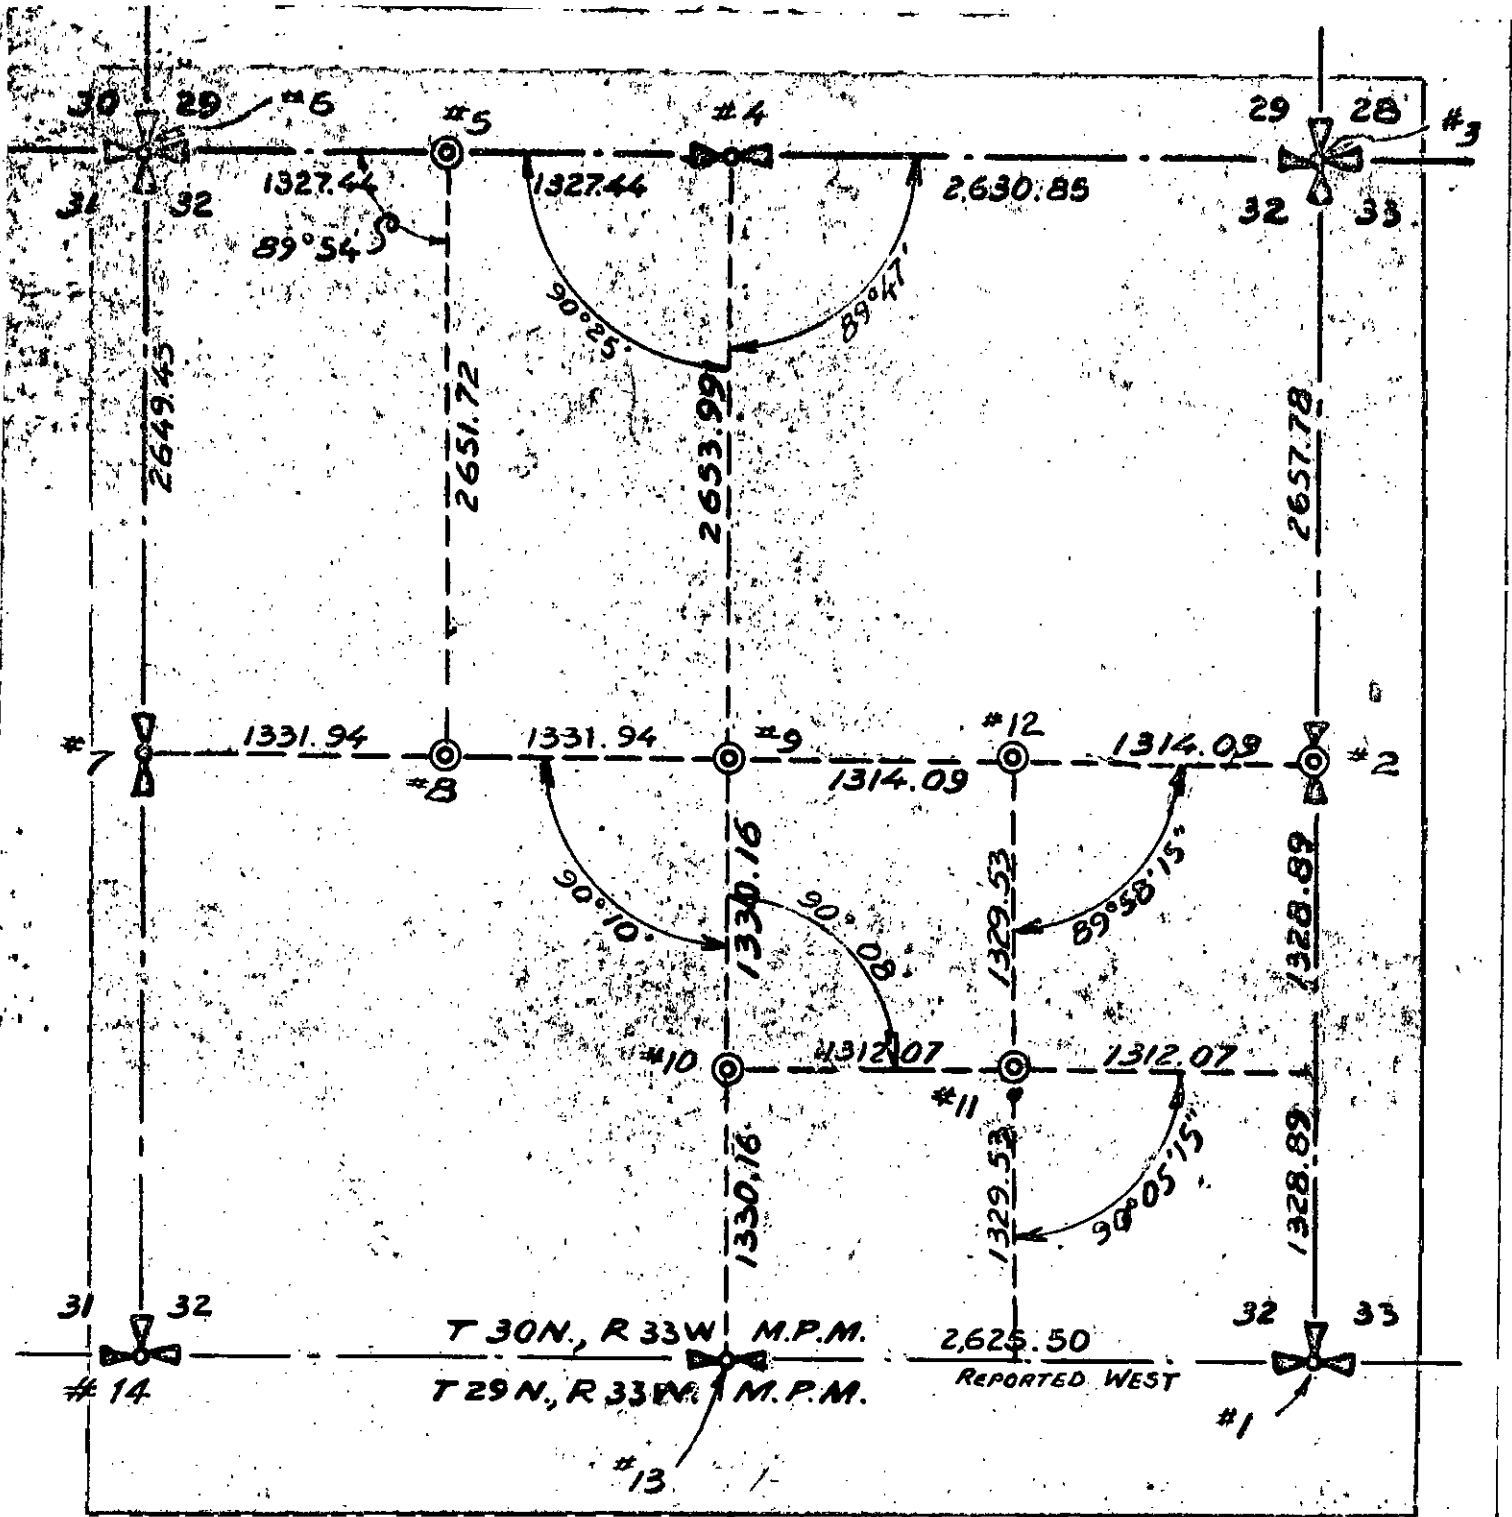 30 29 #6 #5 #4 29 28 #3
31 32 1327.44 1327.44 2,630.85 32 33
89°54'
90°25' 89°47'
2649.45 2651.72 2653.99 2657.78
#7 1331.94 #8 1331.94 #9 1314.09 #12 1314.09 #2
90°10' 1330.16 90°08' 1329.53 89°58'15" 1328.89
#10 1312.07 #11 1312.07
1330.16 1329.53 90°05'15" 1328.89
31 32 32 33
T 30N., R 33W M.P.M. 2,625.50
#14 T 29N., R 33W. M.P.M. REPORTED WEST
#13 #1